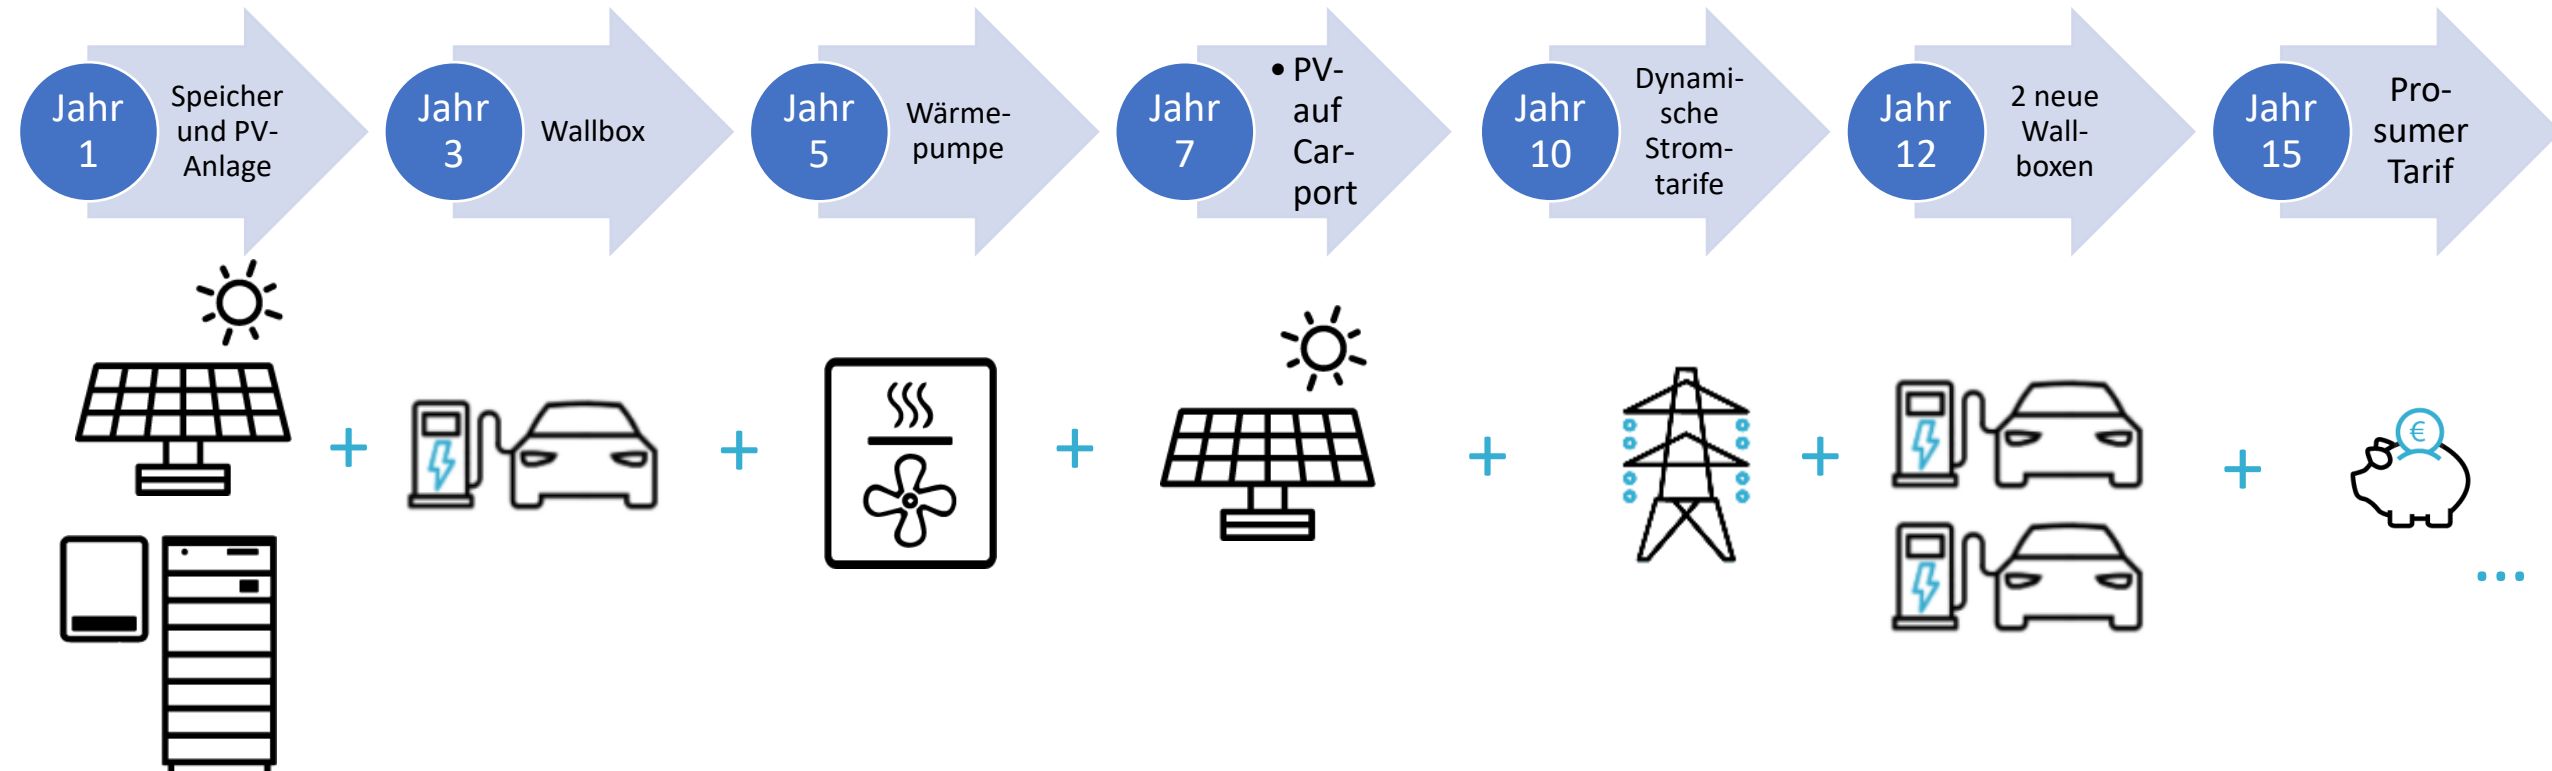 Jahr
1
Speicher
und PV-
Anlage
Jahr
3
Wallbox
Jahr
5
Wärme-
pumpe
Jahr
7
• PV-
auf
Car-
port
Jahr
10
Dynami-
sche
Strom-
tarife
Jahr
12
2 neue
Wall-
boxen
Jahr
15
Pro-
sumer
Tarif
+
+
+
+
+
+
€
...